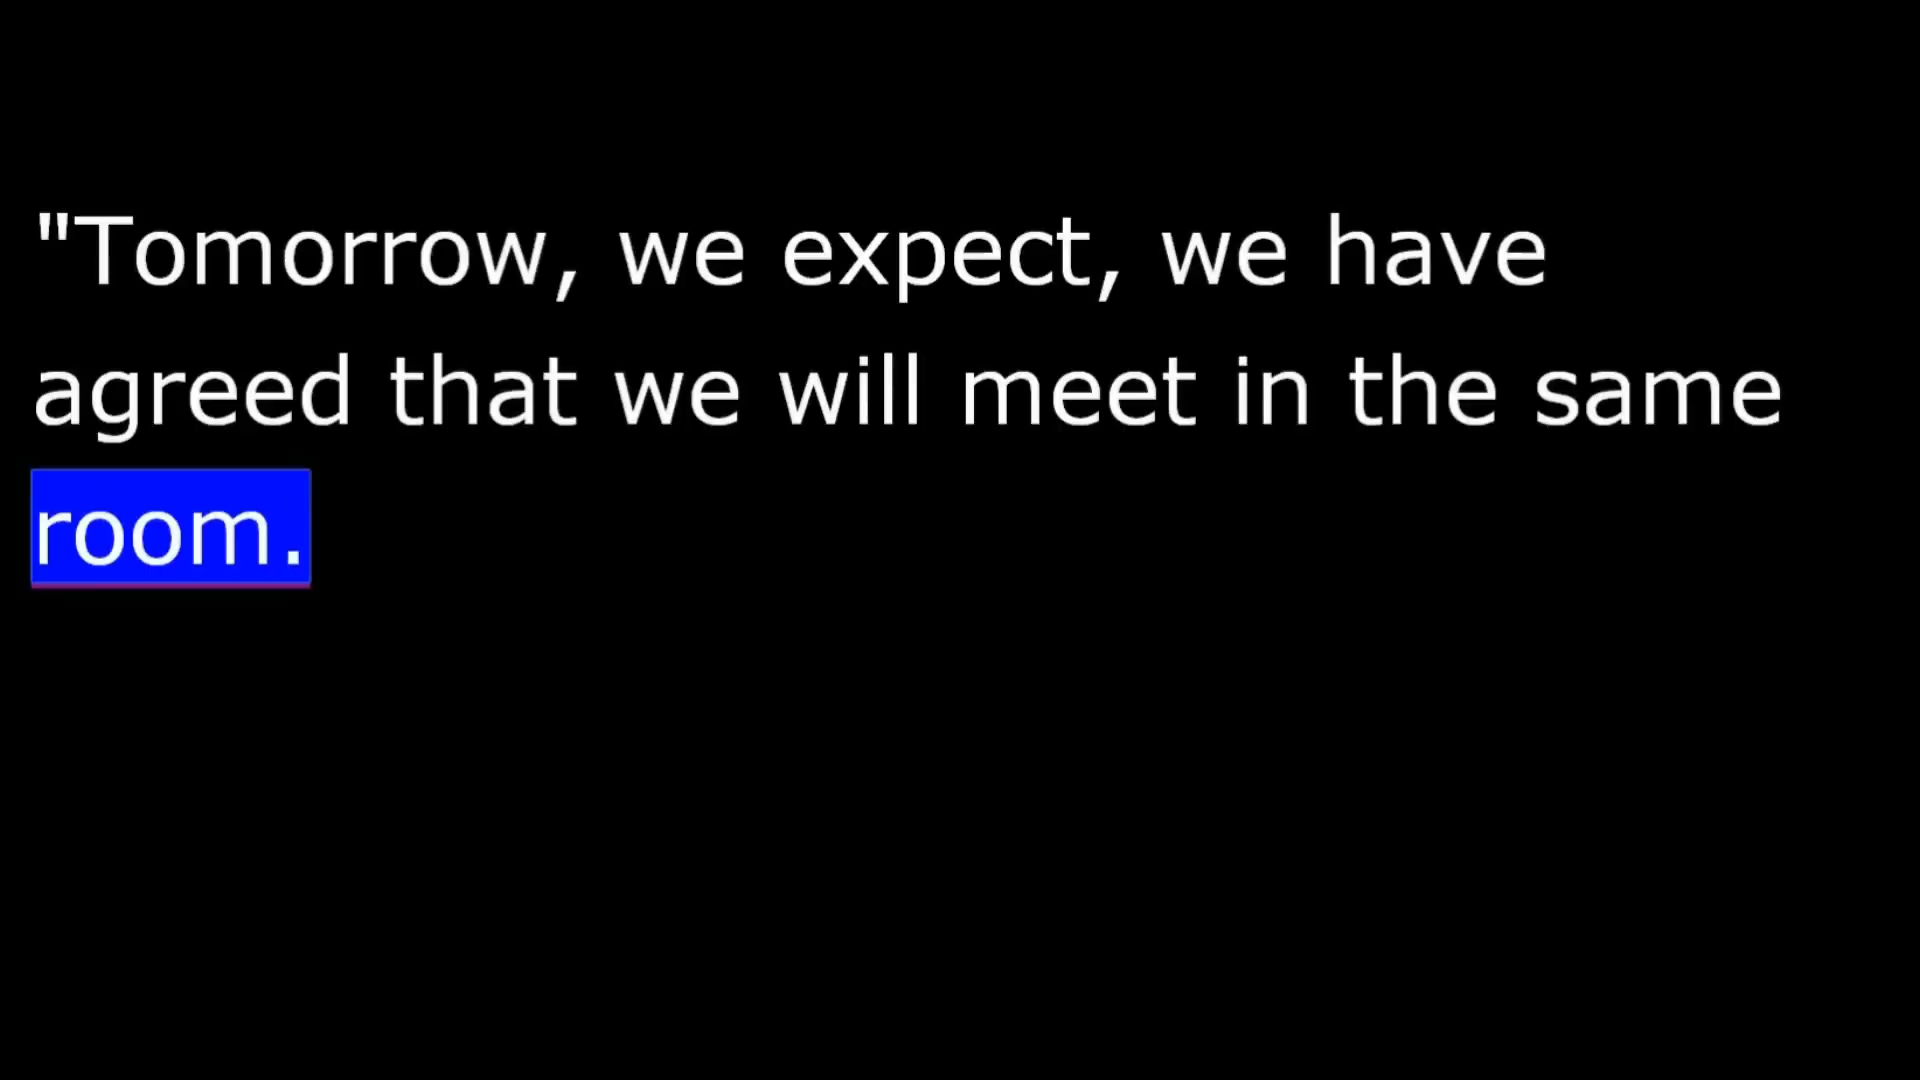 "Tomorrow, we expect, we have
agreed that we will meet in the same
room.